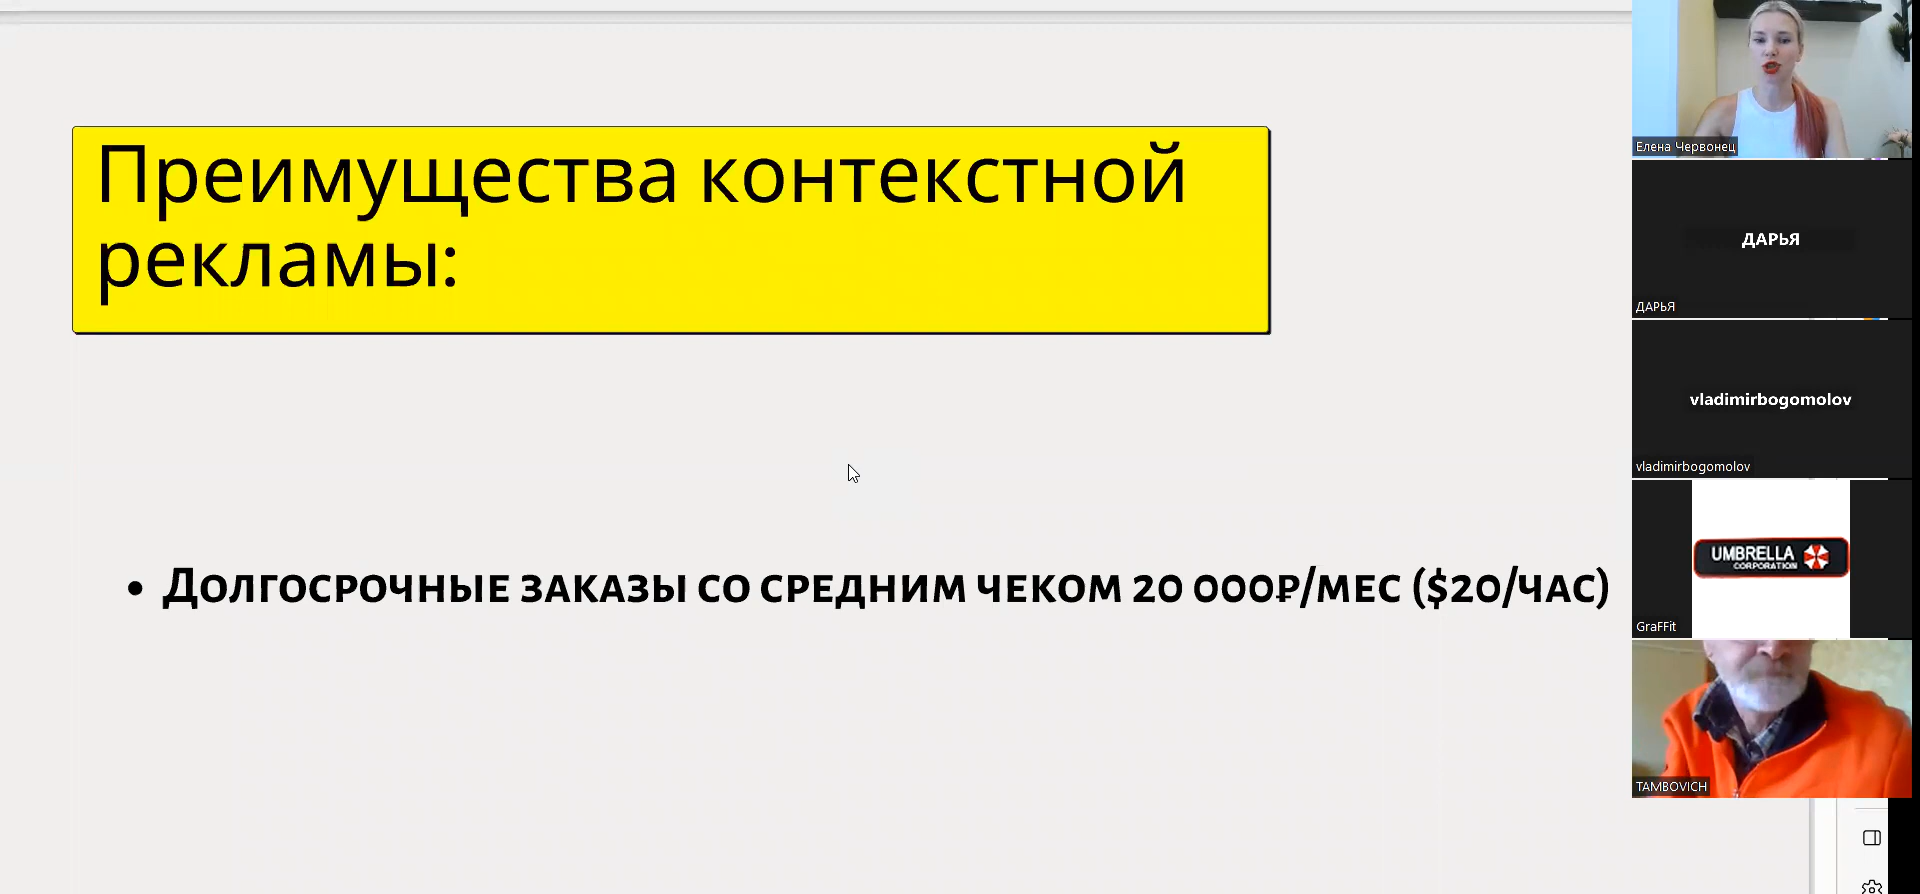 Преимущества контекстной
рекламы:
• Долгосрочные заказы со средним чеком 20 000₽/мес ($20/час)
Елена Червонец
ДАРЬЯ
ДАРЬЯ
vladimirbogomolov
vladimirbogomolov
UMBRELLA
CORPORATION
GraFFit
TAMBOVICH